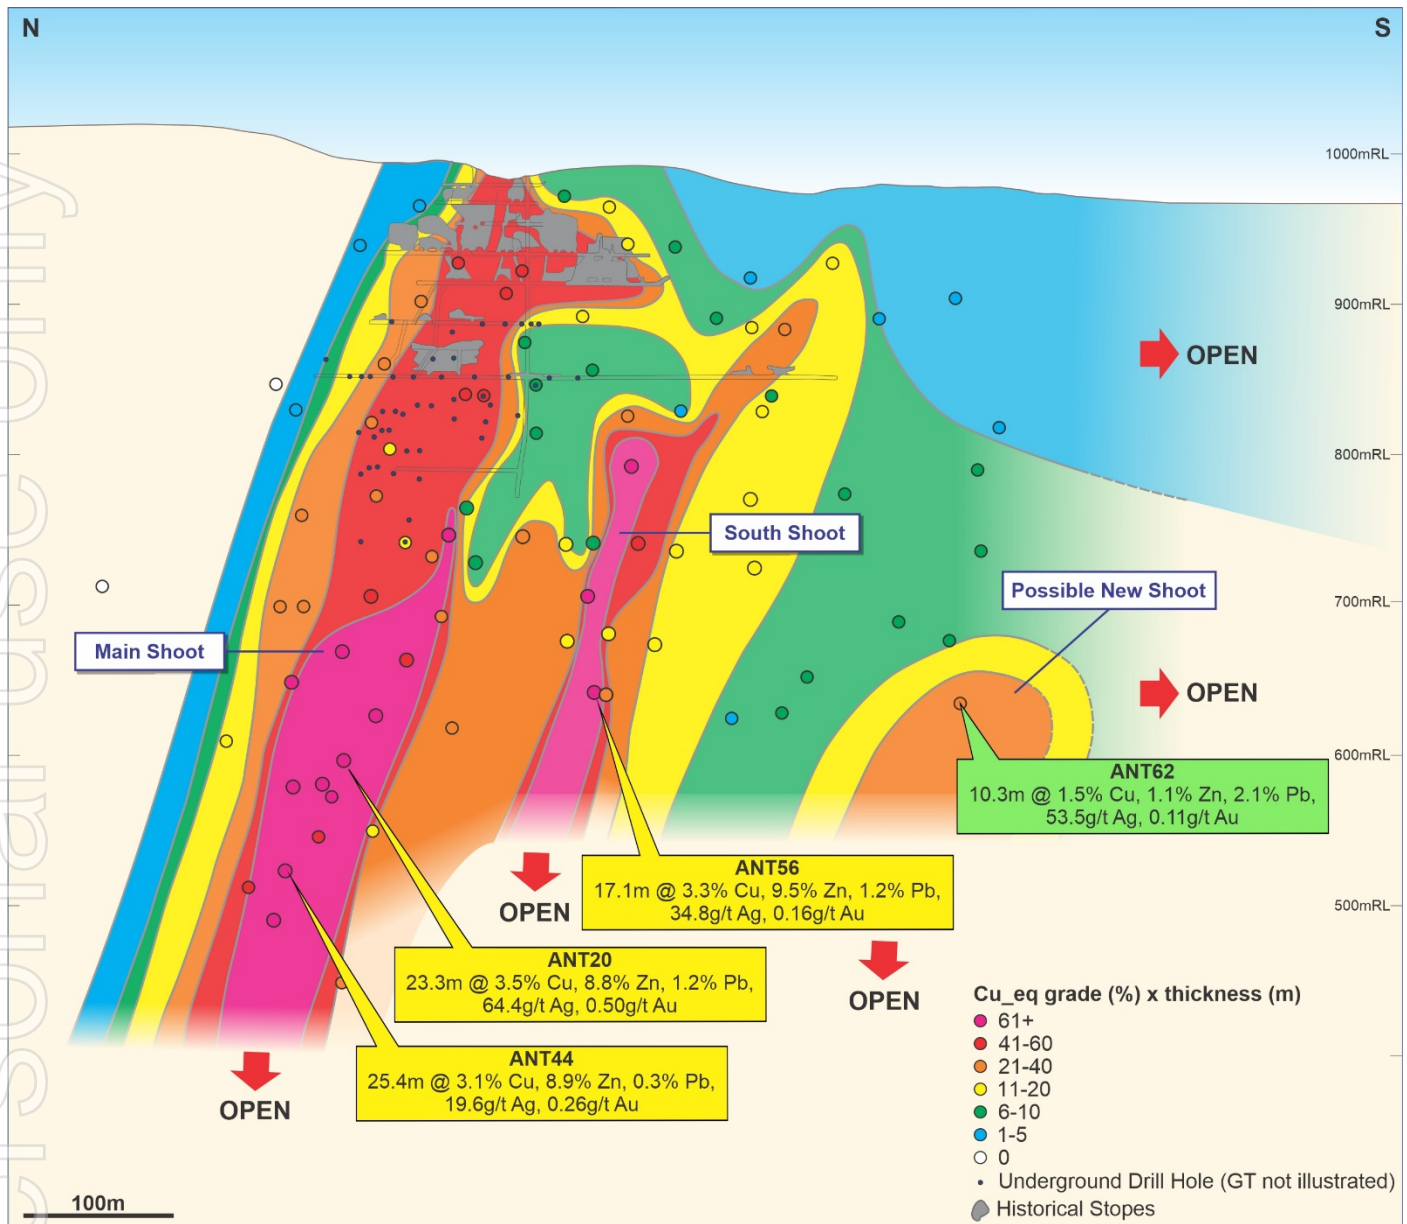 N
S
1000mRL
900mRL
OPEN
800mRL
South Shoot
Possible New Shoot
700mRL
Main Shoot
OPEN
600mRL
ANT62
10.3m @ 1.5% Cu, 1.1% Zn, 2.1% Pb,
53.5g/t Ag, 0.11g/t Au
ANT56
17.1m @ 3.3% Cu, 9.5% Zn, 1.2% Pb,
34.8g/t Ag, 0.16g/t Au
OPEN
500mRL
ANT20
23.3m @ 3.5% Cu, 8.8% Zn, 1.2% Pb,
64.4g/t Ag, 0.50g/t Au
OPEN
ANT44
25.4m @ 3.1% Cu, 8.9% Zn, 0.3% Pb,
19.6g/t Ag, 0.26g/t Au
OPEN
Cu_eq grade (%) x thickness (m)
61+
41-60
21-40
11-20
6-10
1-5
0
Underground Drill Hole (GT not illustrated)
Historical Stopes
100m
ersonal use only